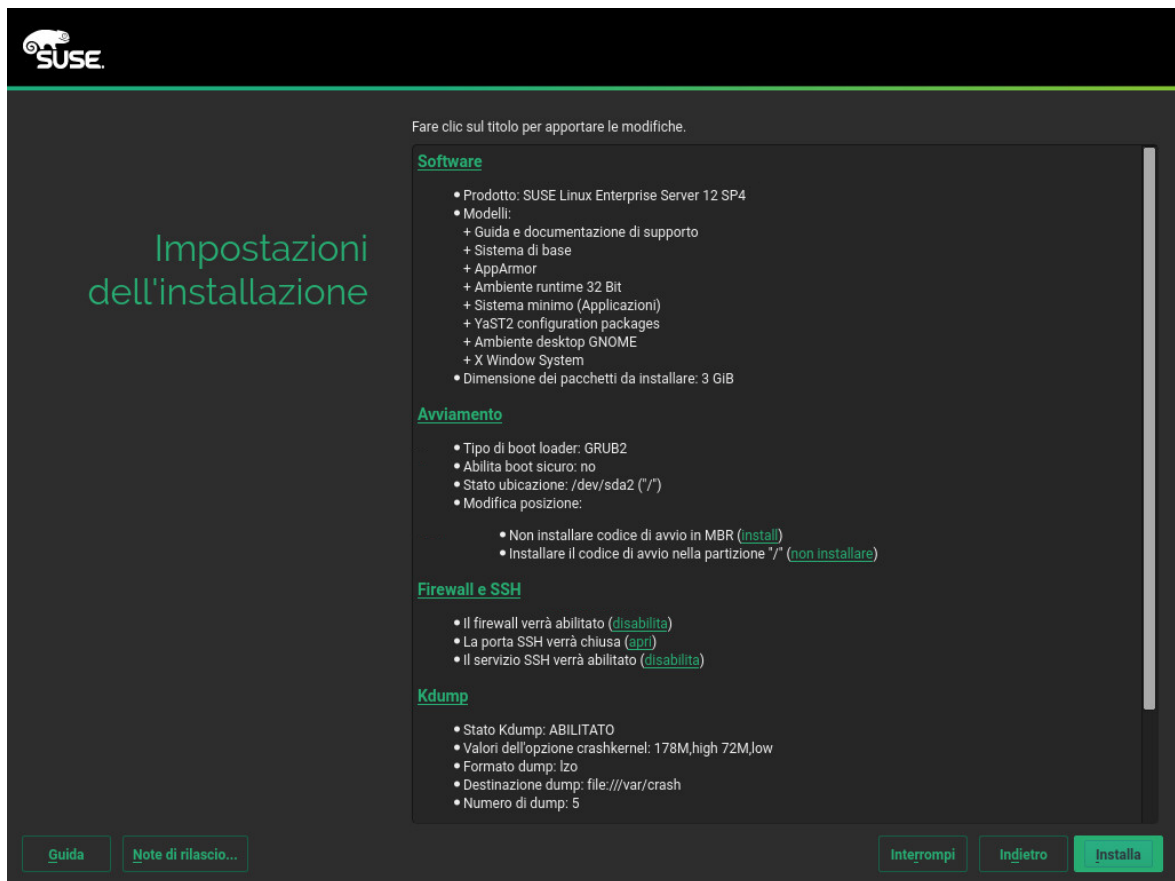 SUSE.
Fare clic sul titolo per apportare le modifiche.
Impostazioni
dell'installazione
Software
Prodotto: SUSE Linux Enterprise Server 12 SP4
Modelli:
+ Guida e documentazione di supporto
+ Sistema di base
+ AppArmor
+ Ambiente runtime 32 Bit
+ Sistema minimo (Applicazioni)
+ YaST2 configuration packages
+ Ambiente desktop GNOME
+ X Window System
Dimensione dei pacchetti da installare: 3 GiB
Avviamento
Tipo di boot loader: GRUB2
Abilita boot sicuro: no
Stato ubicazione: /dev/sda2 ("/")
Modifica posizione:
Non installare codice di avvio in MBR (install)
Installare il codice di avvio nella partizione "/" (non installare)
Firewall e SSH
Il firewall verrà abilitato (disabilita)
La porta SSH verrà chiusa (apri)
Il servizio SSH verrà abilitato (disabilita)
Kdump
Stato Kdump: ABILITATO
Valori dell'opzione crashkernel: 178M,high 72M,low
Formato dump: lzo
Destinazione dump: file:///var/crash
Numero di dump: 5
Guida
Note di rilascio...
Interrompi
Indietro
Installa